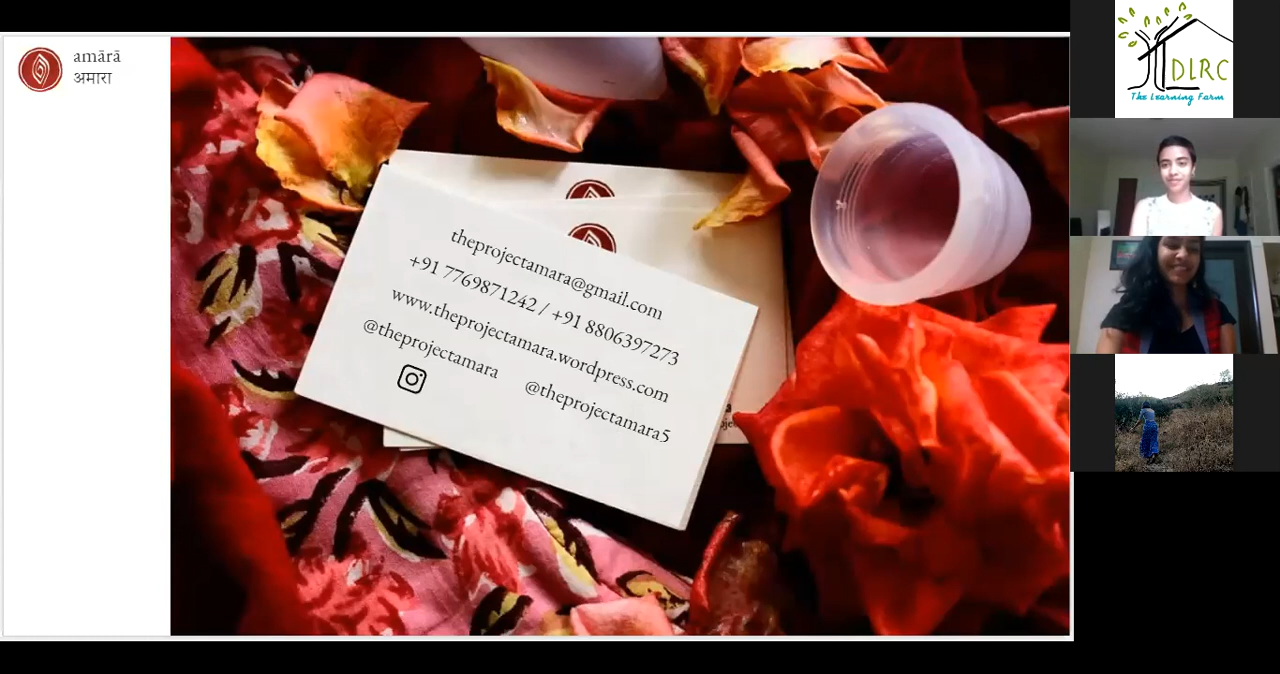 amārā
अमारा
theprojectamara@gmail.com
+91 7769871242 / +91 8806397273
www.theprojectamara.wordpress.com
@theprojectamara @theprojectamara5
DLRC
The Learning Farm